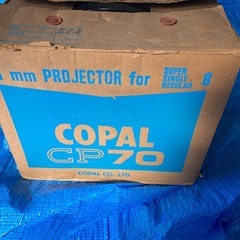 mm PROJECTOR for SUPER SINGLE-8 REGULAR
COPAL
CP70
COPAL CO., LTD.